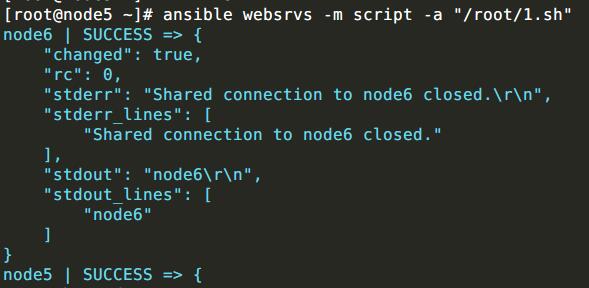 [root@node5 ~]# ansible websrvs -m script -a "/root/1.sh"
node6 | SUCCESS => {
    "changed": true,
    "rc": 0,
    "stderr": "Shared connection to node6 closed.\r\n",
    "stderr_lines": [
        "Shared connection to node6 closed."
    ],
    "stdout": "node6\r\n",
    "stdout_lines": [
        "node6"
    ]
}
node5 | SUCCESS => {